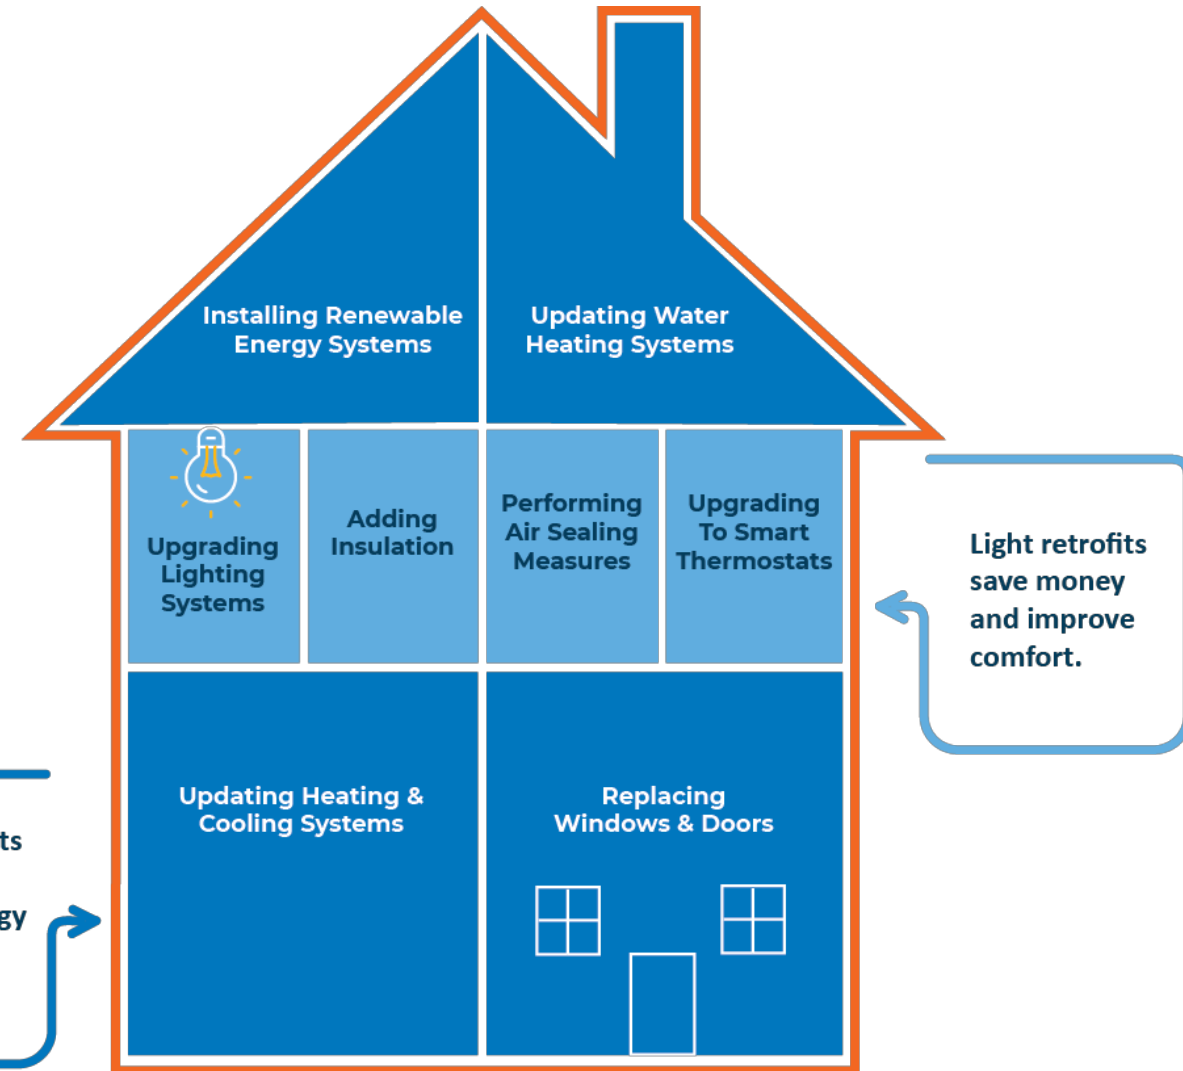 Installing Renewable
Energy Systems
Updating Water
Heating Systems
Upgrading
Lighting
Systems
Adding
Insulation
Performing
Air Sealing
Measures
Upgrading
To Smart
Thermostats
Light retrofits
save money
and improve
comfort.
Updating Heating &
Cooling Systems
Replacing
Windows & Doors